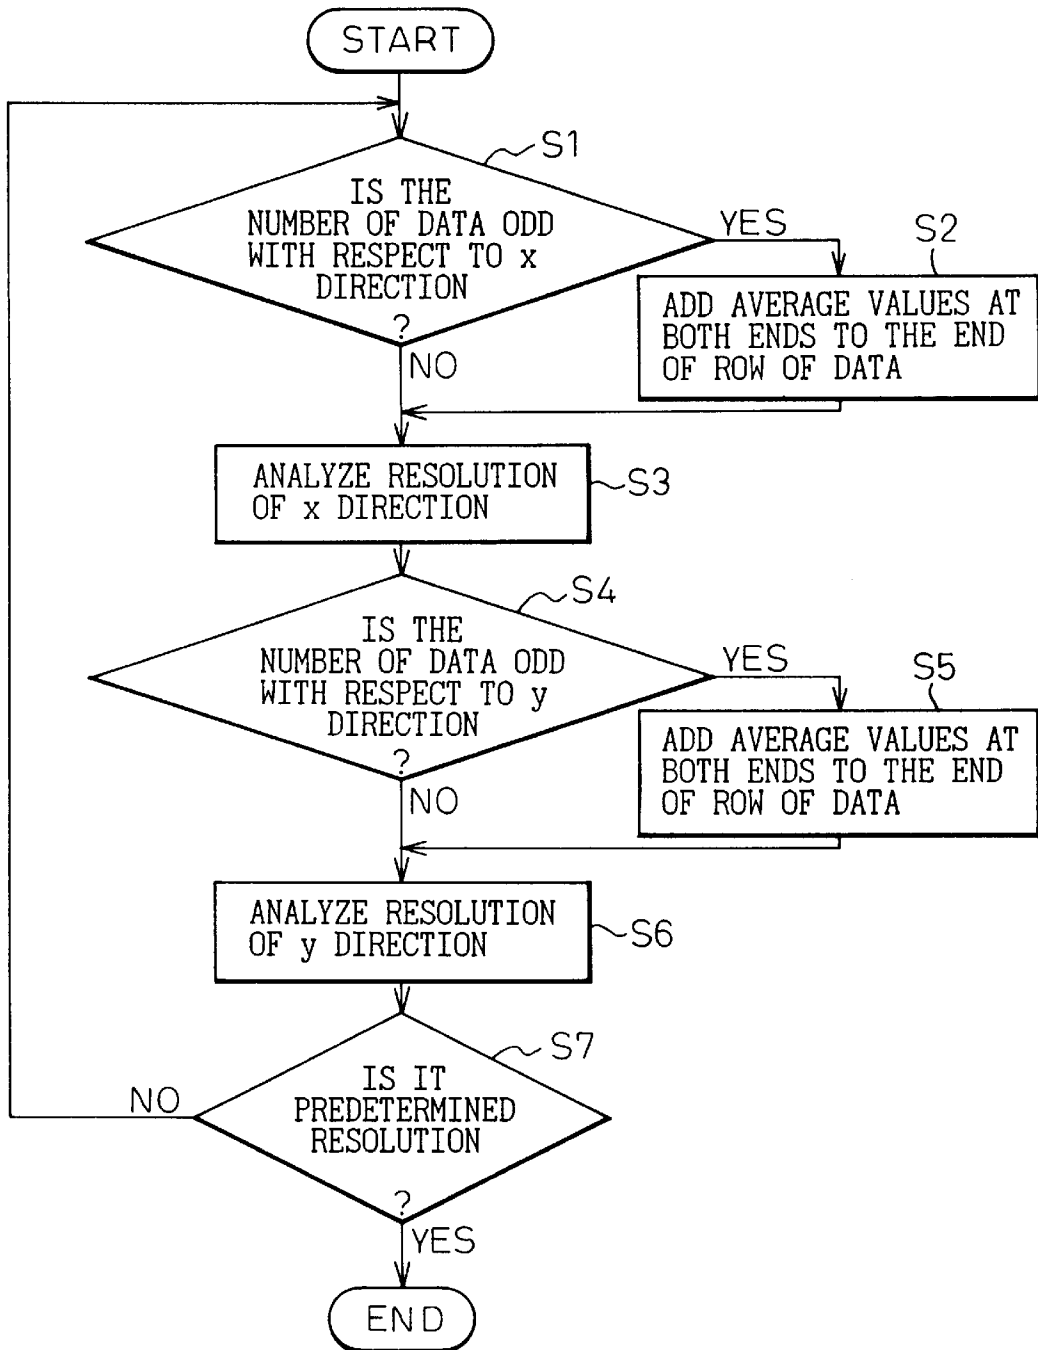 START
S1
IS THE
NUMBER OF DATA ODD
WITH RESPECT TO x
DIRECTION
?
YES
NO
S2
ADD AVERAGE VALUES AT
BOTH ENDS TO THE END
OF ROW OF DATA
ANALYZE RESOLUTION
OF x DIRECTION
S3
S4
IS THE
NUMBER OF DATA ODD
WITH RESPECT TO y
DIRECTION
?
YES
NO
S5
ADD AVERAGE VALUES AT
BOTH ENDS TO THE END
OF ROW OF DATA
ANALYZE RESOLUTION
OF y DIRECTION
S6
S7
IS IT
PREDETERMINED
RESOLUTION
?
NO
YES
END